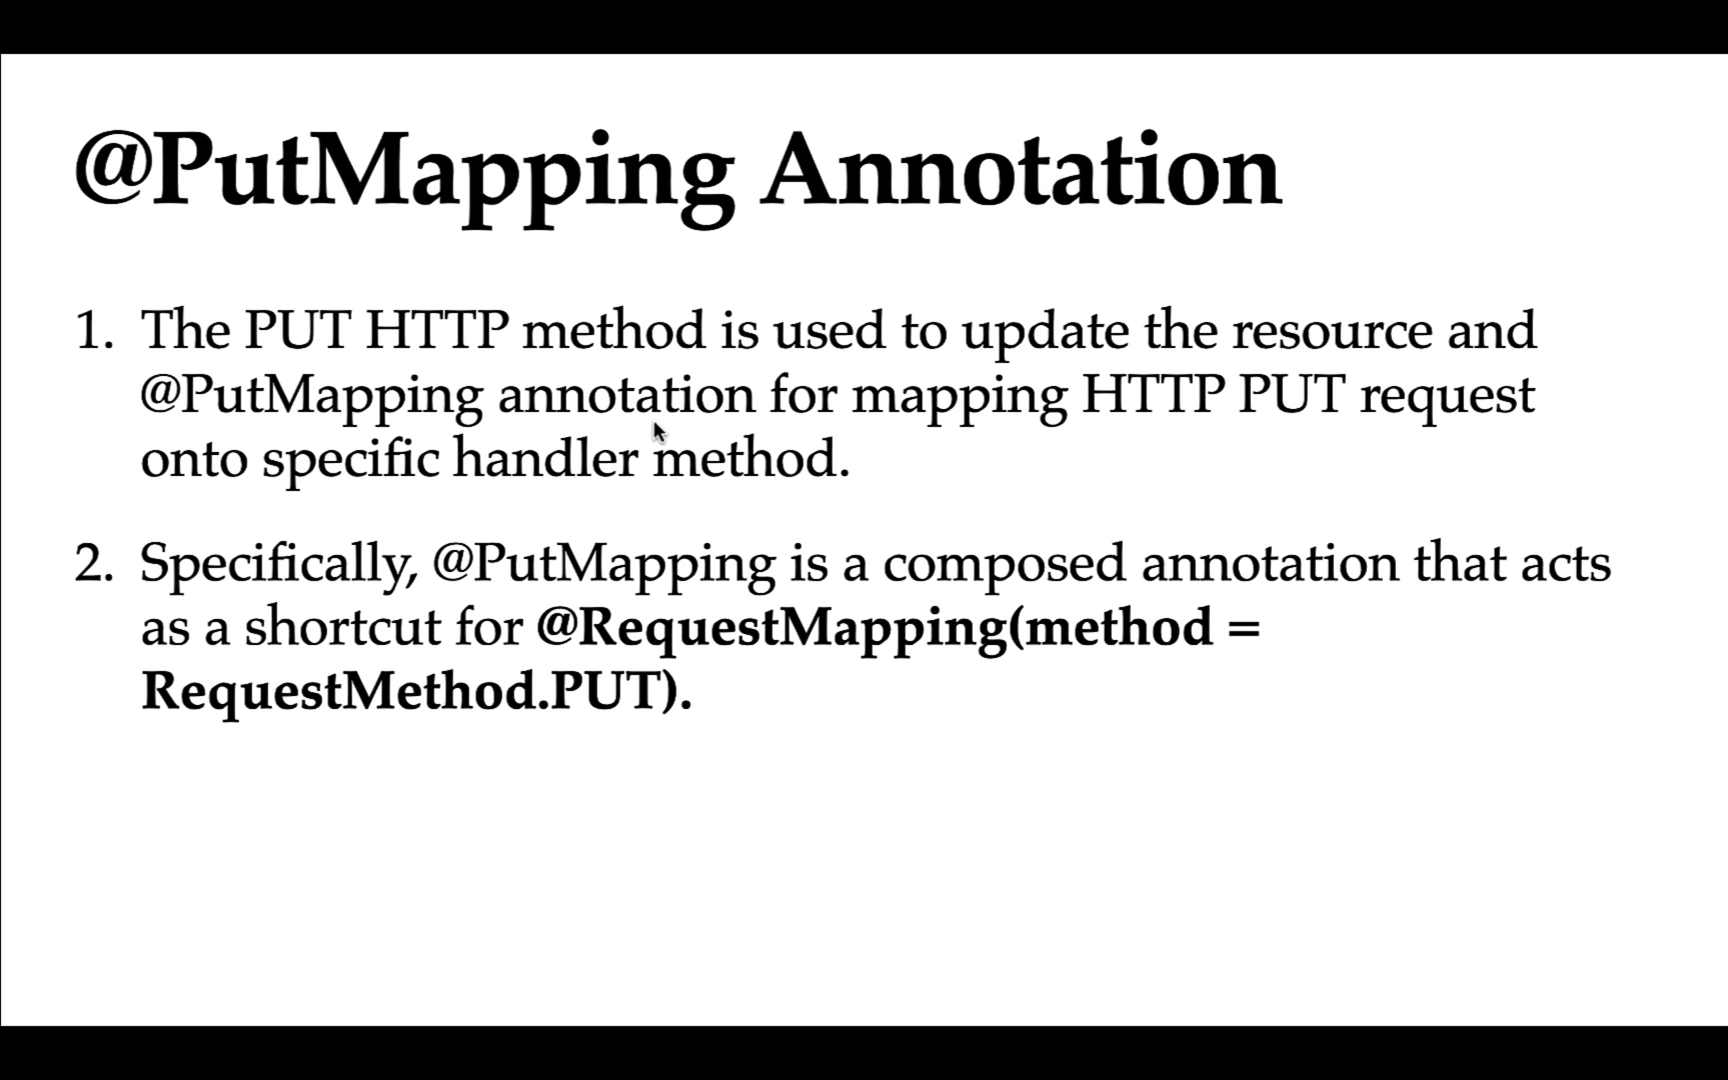 @PutMapping Annotation
1. The PUT HTTP method is used to update the resource and
@PutMapping annotation for mapping HTTP PUT request
onto specific handler method.
2. Specifically, @PutMapping is a composed annotation that acts
as a shortcut for @RequestMapping(method =
RequestMethod.PUT).